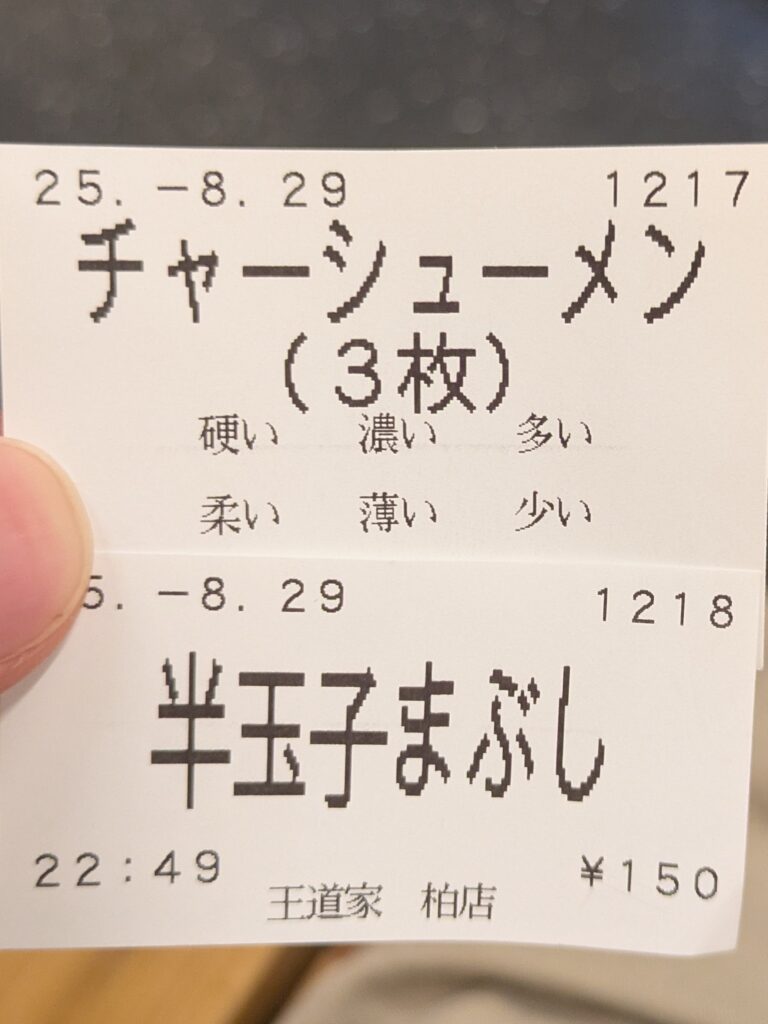 25.－8.29 1217
チャーシューメン
（3枚）
硬い 濃い 多い
柔い 薄い 少い
5.－8.29 1218
半玉子まぶし
22:49 ¥150
王道家 柏店